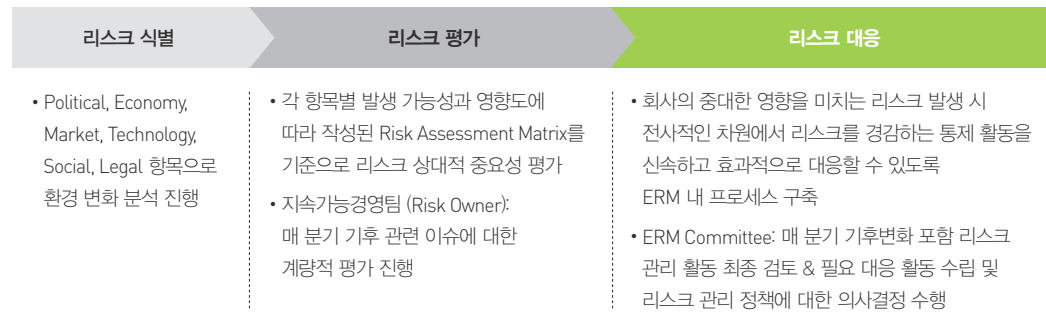 리스크 식별
리스크 평가
리스크 대응
• Political, Economy,
Market, Technology,
Social, Legal 항목으로
환경 변화 분석 진행
• 각 항목별 발생 가능성과 영향도에
따라 작성된 Risk Assessment Matrix를
기준으로 리스크 상대적 중요성 평가
• 지속가능경영팀 (Risk Owner):
매 분기 기후 관련 이슈에 대한
계량적 평가 진행
• 회사의 중대한 영향을 미치는 리스크 발생 시
전사적인 차원에서 리스크를 경감하는 통제 활동을
신속하고 효과적으로 대응할 수 있도록
ERM 내 프로세스 구축
• ERM Committee: 매 분기 기후변화 포함 리스크
관리 활동 최종 검토 & 필요 대응 활동 수립 및
리스크 관리 정책에 대한 의사결정 수행